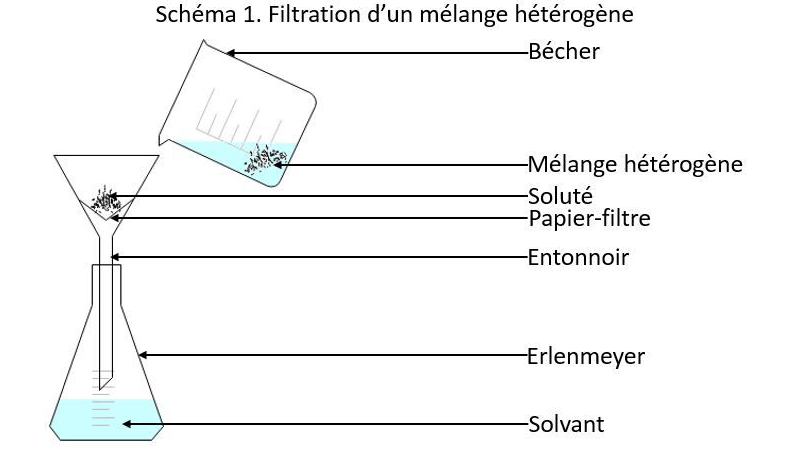 Schéma 1. Filtration d’un mélange hétérogène
Bécher
Mélange hétérogène
Soluté
Papier-filtre
Entonnoir
Erlenmeyer
Solvant